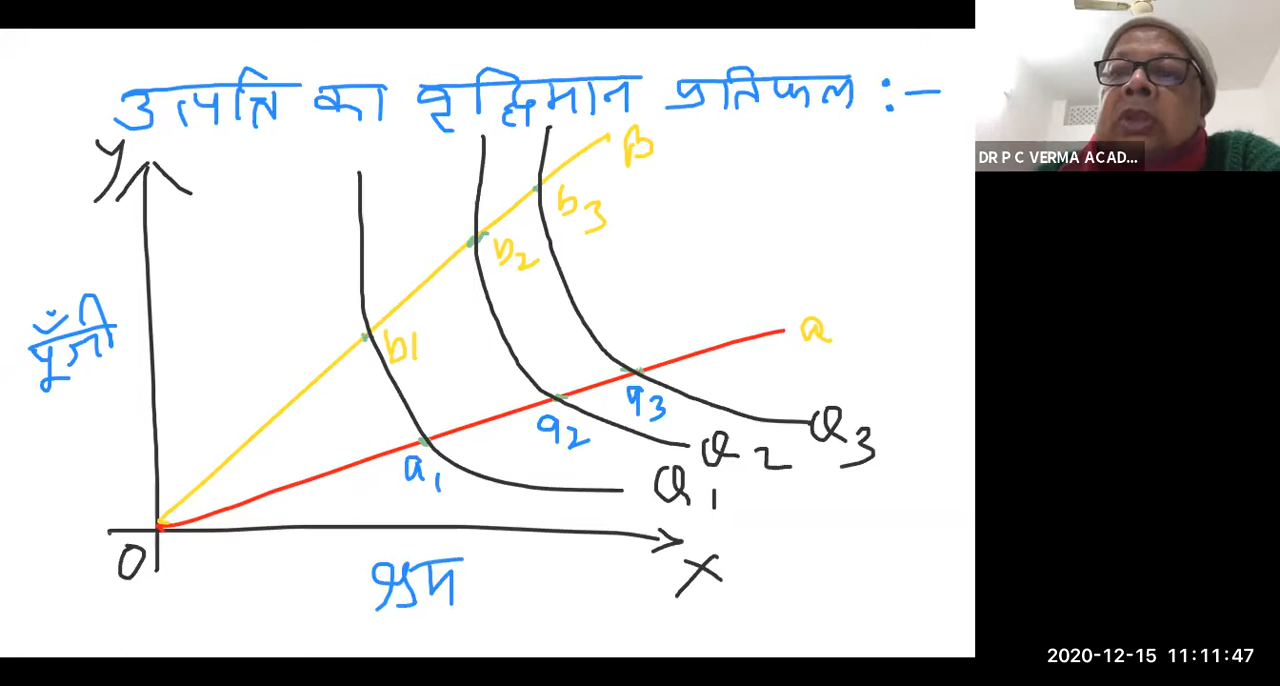 उत्पत्ति का वृद्धिमान प्रतिफल :-
DR P C VERMA ACAD...
Y
B
b3
b2
पूँजी
b1
a
a3
a2
Q3
a1
Q2
Q1
O
श्रम
X
2020-12-15 11:11:47